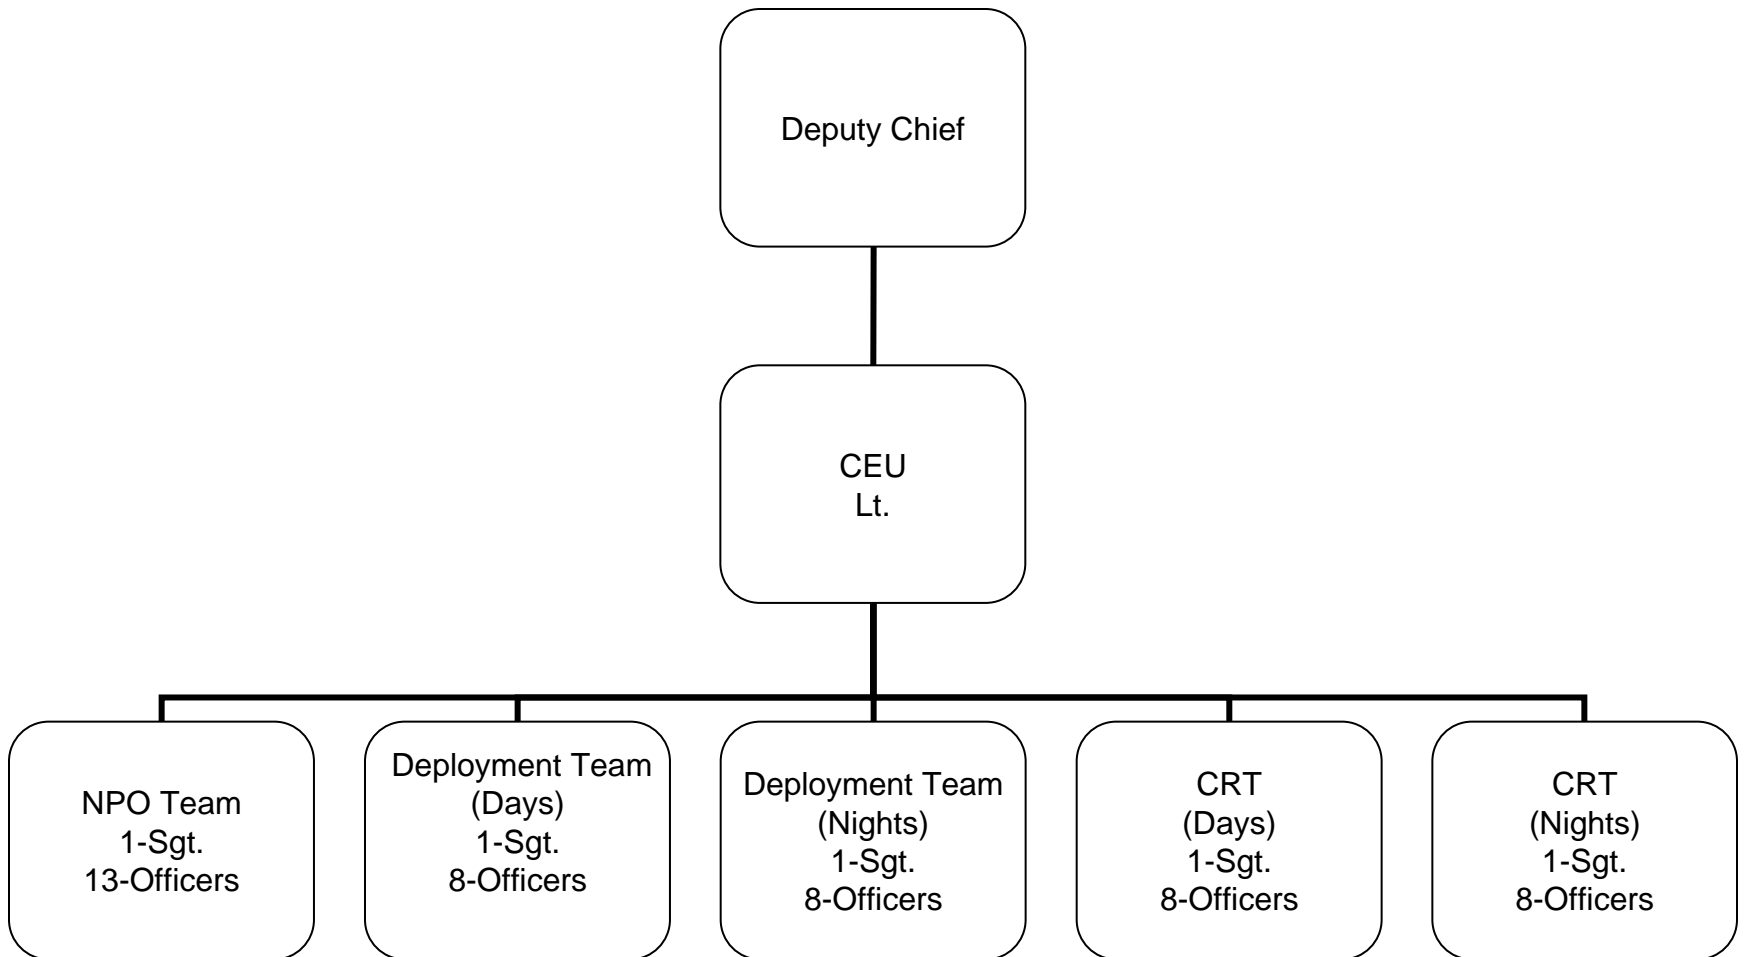 Deputy Chief
CEU
Lt.
NPO Team
1-Sgt.
13-Officers
Deployment Team
(Days)
1-Sgt.
8-Officers
Deployment Team
(Nights)
1-Sgt.
8-Officers
CRT
(Days)
1-Sgt.
8-Officers
CRT
(Nights)
1-Sgt.
8-Officers